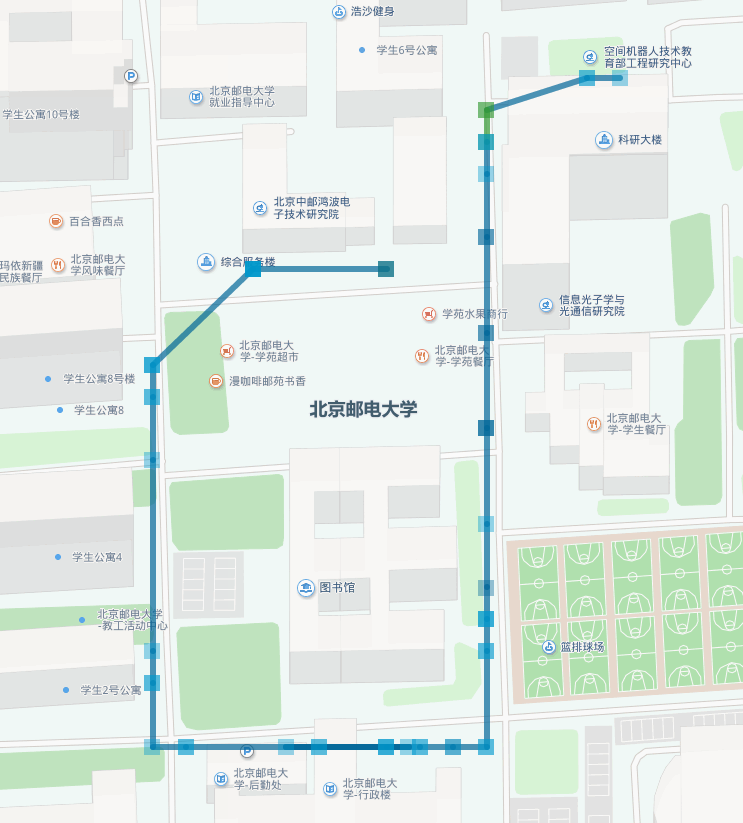 浩沙健身
学生6号公寓
空间机器人技术教
育部工程研究中心
P
北京邮电大学
就业指导中心
学生公寓10号楼
科研大楼
北京中邮鸿波电
子技术研究院
百合香西点
综合服务楼
玛依新疆
民族餐厅
北京邮电大
学风味餐厅
信息光子学与
光通信研究院
学苑水果商行
北京邮电大
学-学苑超市
北京邮电大
学-学苑餐厅
学生公寓8号楼
漫咖啡邮苑书香
学生公寓8
北京邮电大学
北京邮电大
学-学生餐厅
学生公寓4
图书馆
北京邮电大学
-教工活动中心
篮排球场
学生2号公寓
P
北京邮电大
学-后勤处
北京邮电大
学-行政楼